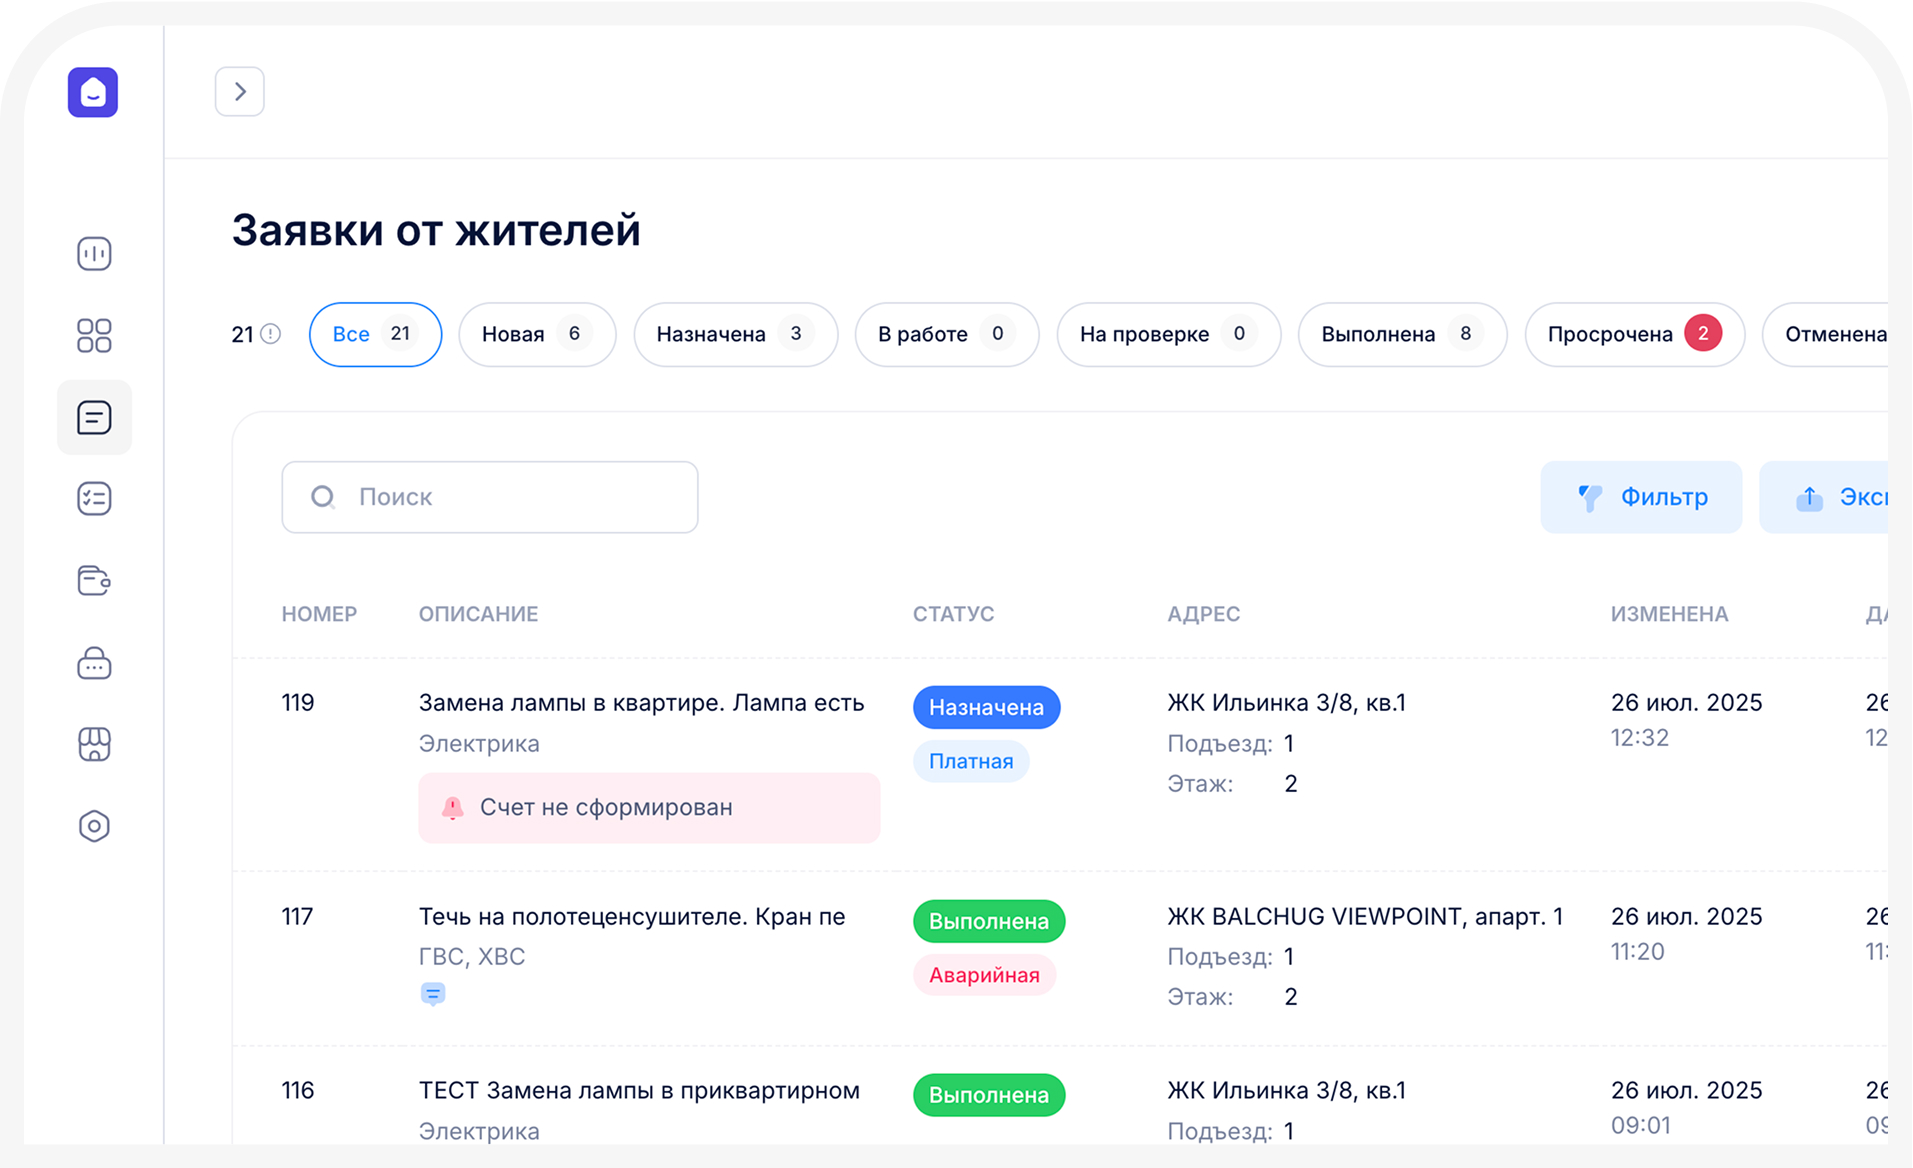 Заявки от жителей
21 Все 21 Новая 6 Назначена 3 В работе 0 На проверке 0 Выполнена 8 Просрочена 2 Отменена
Поиск Фильтр
НОМЕР ОПИСАНИЕ СТАТУС АДРЕС ИЗМЕНЕНА
119 Замена лампы в квартире. Лампа есть Назначена ЖК Ильинка 3/8, кв.1 26 июл. 2025 26
Электрика Платная Подъезд: 1 12:32 12
Этаж: 2
Счет не сформирован
117 Течь на полотеценсушителе. Кран пе Выполнена ЖК BALCHUG VIEWPOINT, апарт. 1 26 июл. 2025 26
ГВС, ХВС Аварийная Подъезд: 1 11:20 11:
Этаж: 2
116 ТЕСТ Замена лампы в приквартирном Выполнена ЖК Ильинка 3/8, кв.1 26 июл. 2025 26
Электрика Подъезд: 1 09:01 09